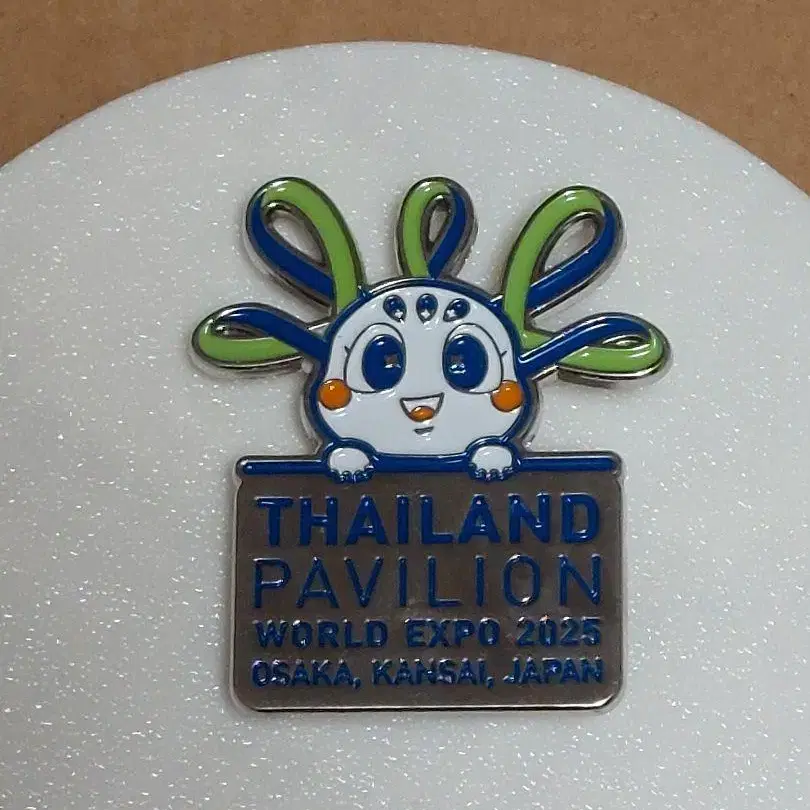 THAILAND
PAVILION
WORLD EXPO 2025
OSAKA, KANSAI, JAPAN